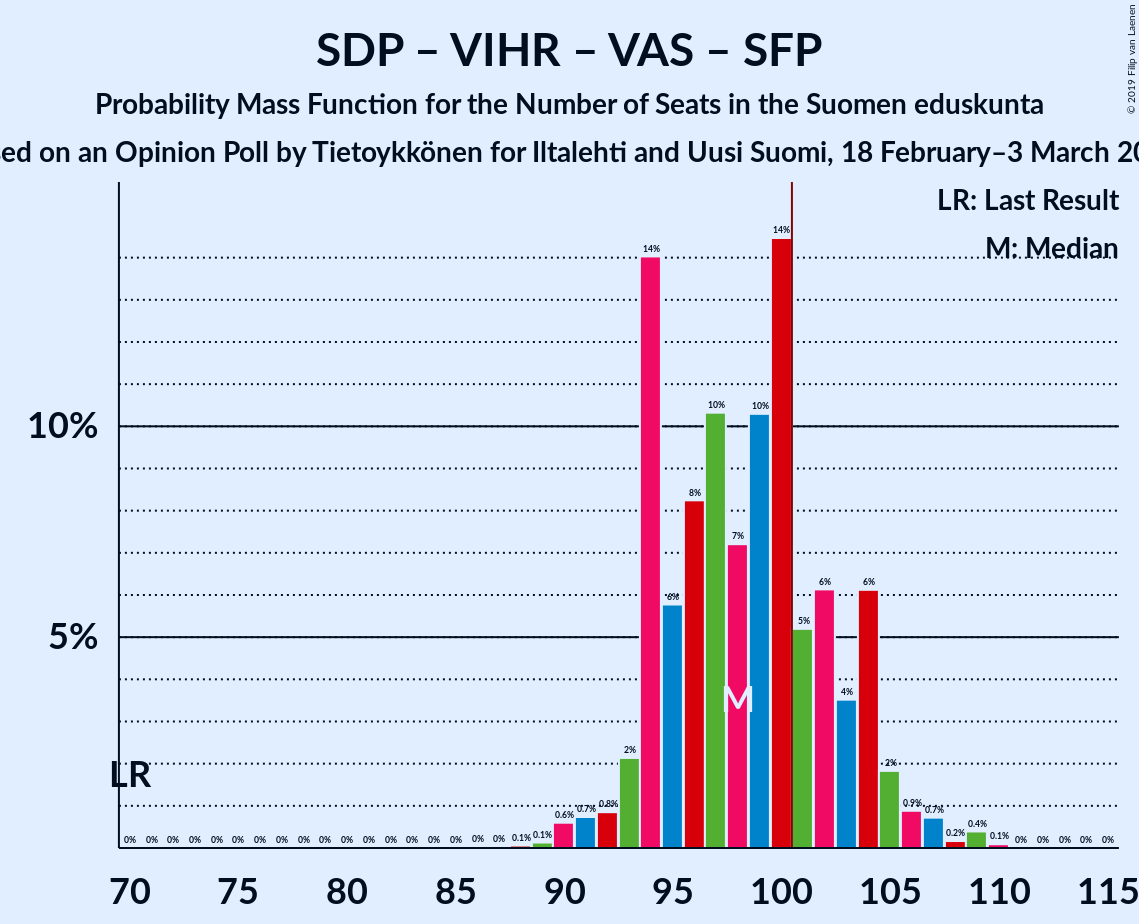 SDP – VIHR – VAS – SFP
Probability Mass Function for the Number of Seats in the Suomen eduskunta
on an Opinion Poll by Tietoykkönen for Iltalehti and Uusi Suomi, 18 February–3 March
© 2019 Filip van Laenen
LR: Last Result
M: Median
10%
5%
LR
M
0% 0% 0% 0% 0% 0% 0% 0% 0% 0% 0% 0% 0% 0% 0% 0% 0% 0% 0.1% 0.1% 0.6% 0.7% 0.8% 2% 14% 6% 8% 10% 7% 10% 14% 5% 6% 4% 6% 2% 0.9% 0.7% 0.2% 0.4% 0.1% 0% 0% 0% 0% 0%
70 75 80 85 90 95 100 105 110 115